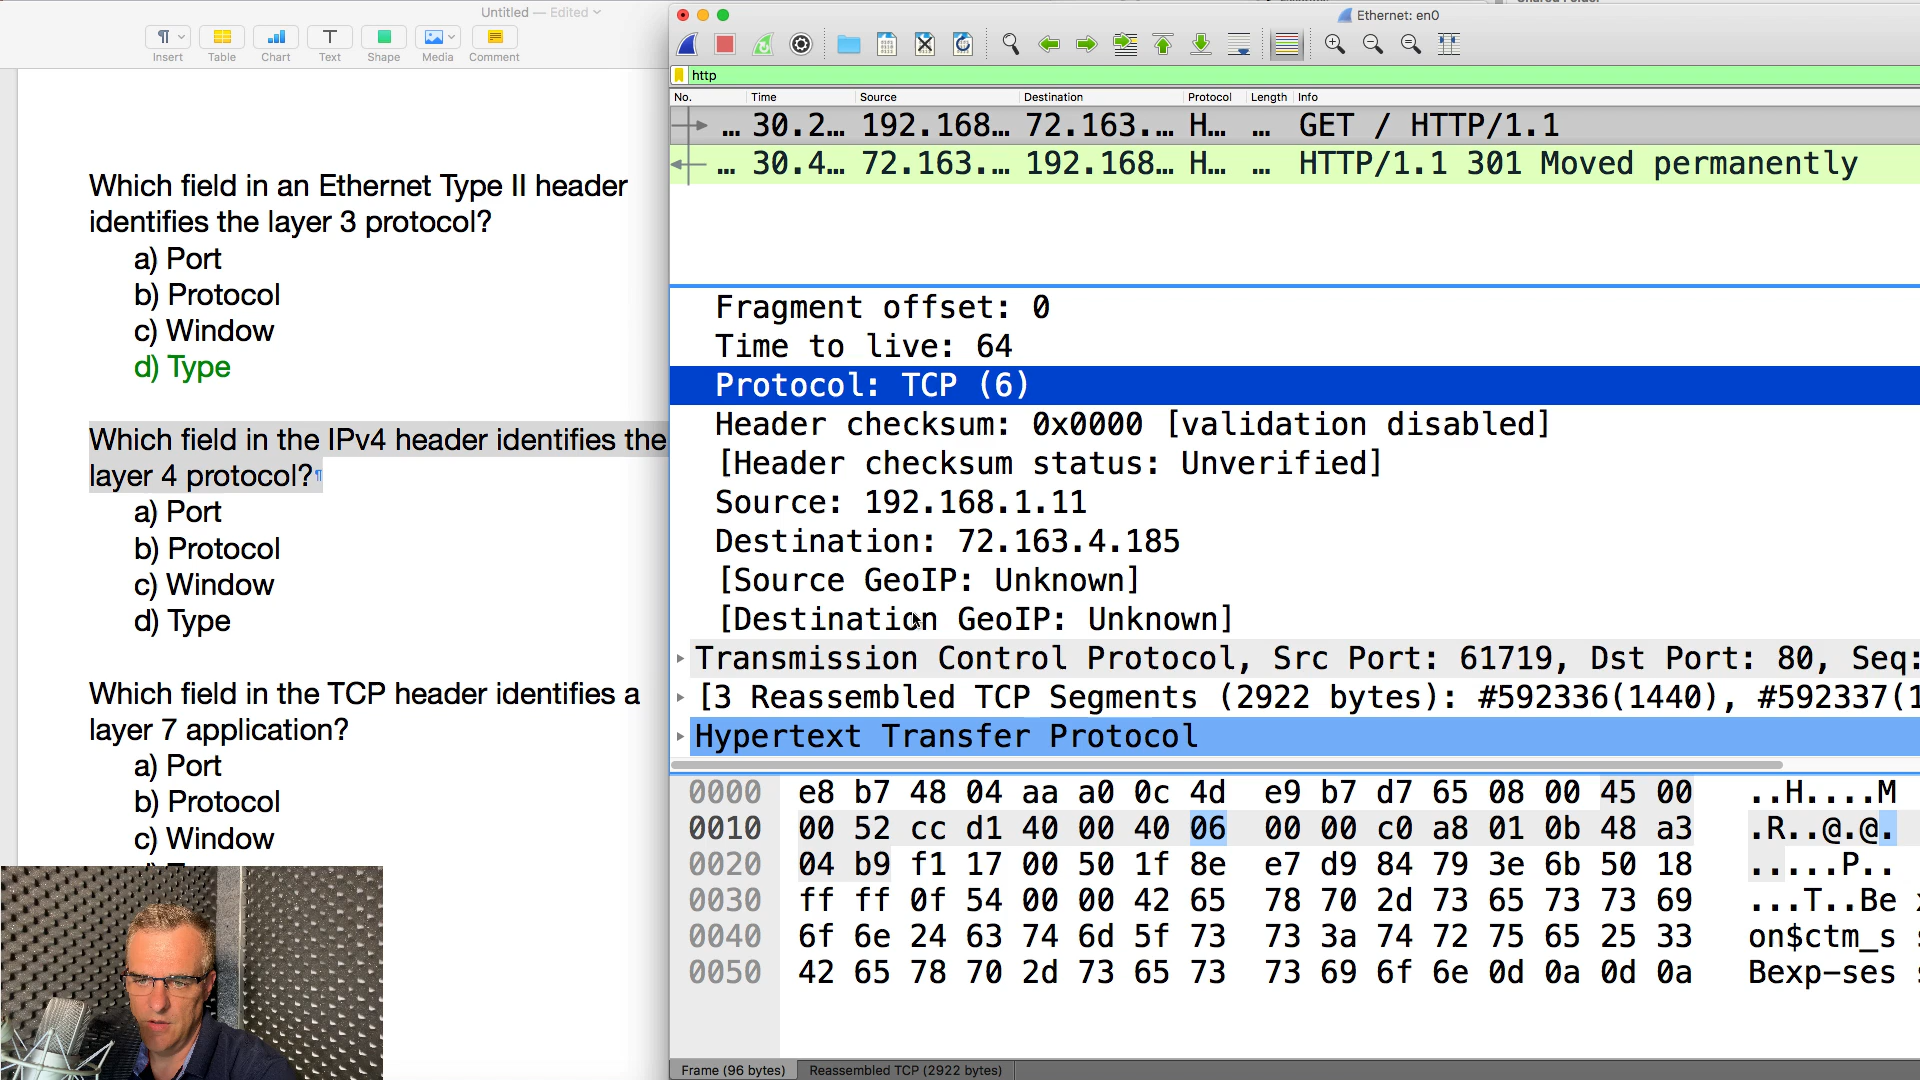 Untitled — Edited
Insert
Table
Chart
Text
Shape
Media
Comment
Which field in an Ethernet Type II header
identifies the layer 3 protocol?
a) Port
b) Protocol
c) Window
d) Type
Which field in the IPv4 header identifies the
layer 4 protocol?
a) Port
b) Protocol
c) Window
d) Type
Which field in the TCP header identifies a
layer 7 application?
a) Port
b) Protocol
c) Window
Ethernet: en0
http
No. Time Source Destination Protocol Length Info
… 30.2… 192.168… 72.163.… H… … GET / HTTP/1.1
… 30.4… 72.163.… 192.168… H… … HTTP/1.1 301 Moved permanently
Fragment offset: 0
Time to live: 64
Protocol: TCP (6)
Header checksum: 0x0000 [validation disabled]
[Header checksum status: Unverified]
Source: 192.168.1.11
Destination: 72.163.4.185
[Source GeoIP: Unknown]
[Destination GeoIP: Unknown]
Transmission Control Protocol, Src Port: 61719, Dst Port: 80, Seq:
[3 Reassembled TCP Segments (2922 bytes): #592336(1440), #592337(1
Hypertext Transfer Protocol
0000 e8 b7 48 04 aa a0 0c 4d e9 b7 d7 65 08 00 45 00 ..H....M
0010 00 52 cc d1 40 00 40 06 00 00 c0 a8 01 0b 48 a3 .R..@.@.
0020 04 b9 f1 17 00 50 1f 8e e7 d9 84 79 3e 6b 50 18 .....P..
0030 ff ff 0f 54 00 00 42 65 78 70 2d 73 65 73 73 69 ...T..Be x
0040 6f 6e 24 63 74 6d 5f 73 73 3a 74 72 75 65 25 33 on$ctm_s s
0050 42 65 78 70 2d 73 65 73 73 69 6f 6e 0d 0a 0d 0a Bexp-ses s
Frame (96 bytes)
Reassembled TCP (2922 bytes)